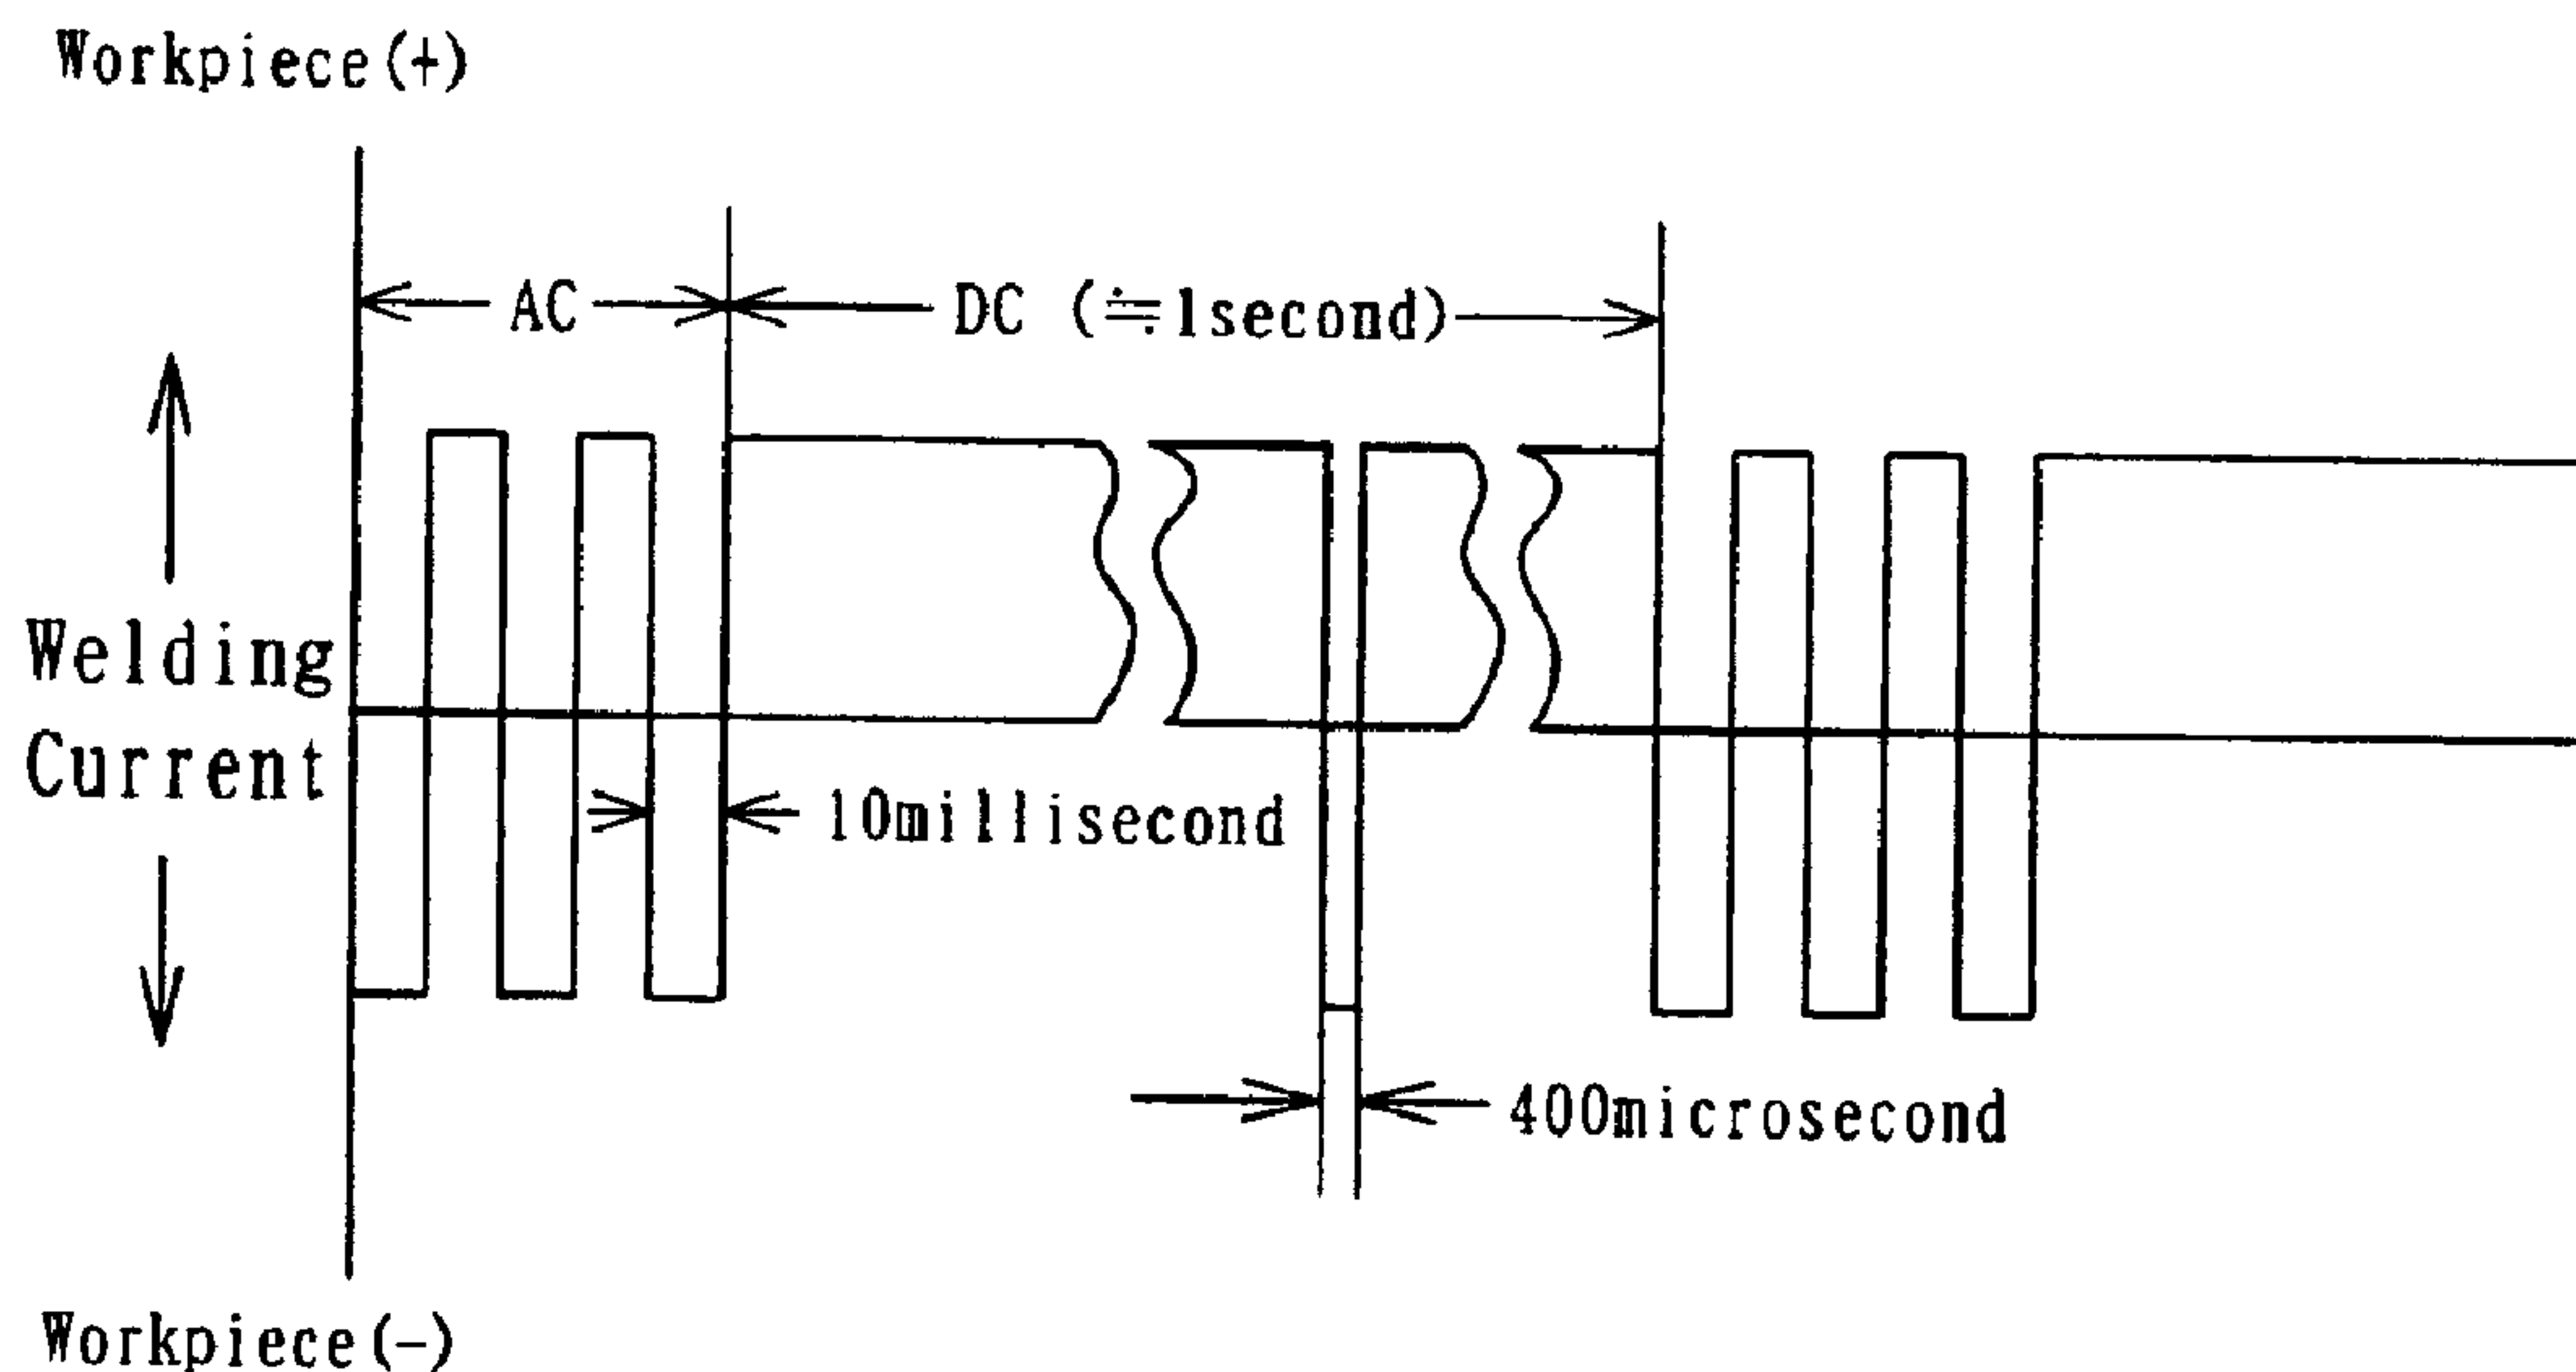 Workpiece(+)
AC
DC (≒1second)
Welding
Current
10millisecond
400microsecond
Workpiece(-)